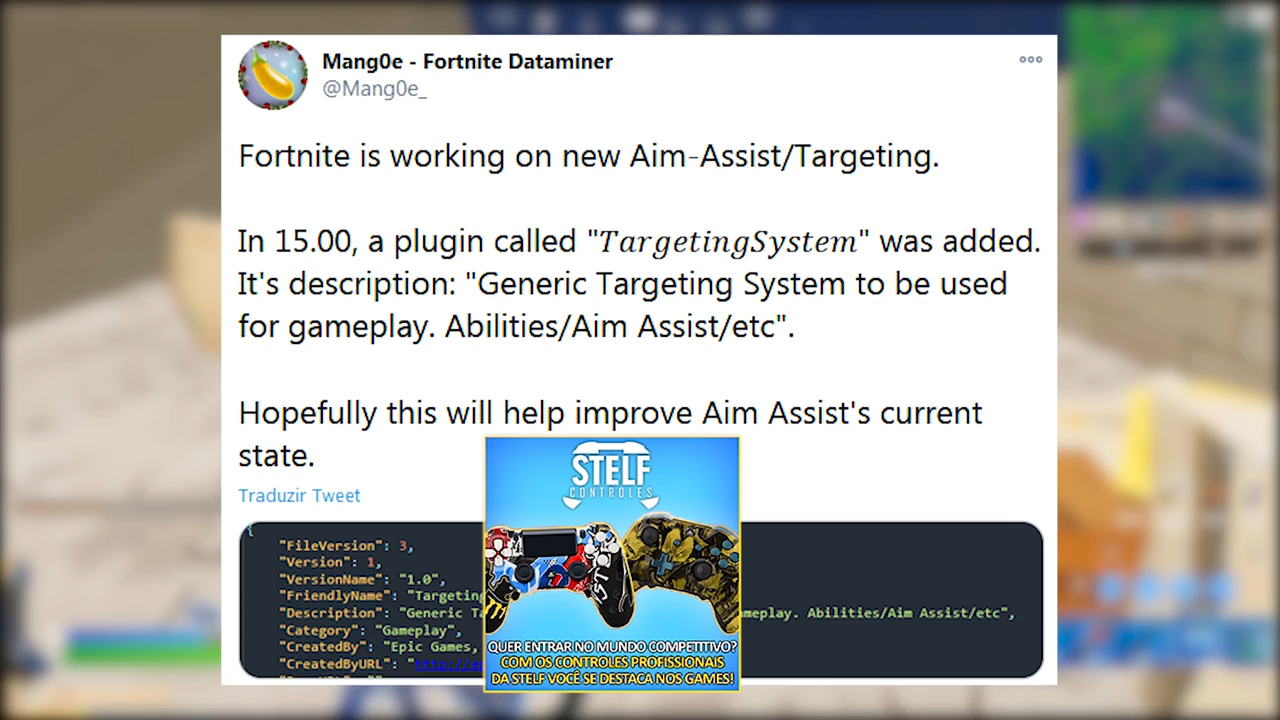 Mang0e - Fortnite Dataminer
@Mang0e_
Fortnite is working on new Aim-Assist/Targeting.
In 15.00, a plugin called "TargetingSystem" was added.
It's description: "Generic Targeting System to be used
for gameplay. Abilities/Aim Assist/etc".
Hopefully this will help improve Aim Assist's current
state.
Traduzir Tweet
{
"FileVersion": 3,
"Version": 1,
"VersionName": "1.0",
"FriendlyName": "Targeting
"Description": "Generic T meplay. Abilities/Aim Assist/etc",
"Category": "Gameplay",
"CreatedBy": "Epic Games,
"CreatedByURL": "http://e
STELF
CONTROLES
QUER ENTRAR NO MUNDO COMPETITIVO?
COM OS CONTROLES PROFISSIONAIS
DA STELF VOCÊ SE DESTACA NOS GAMES!